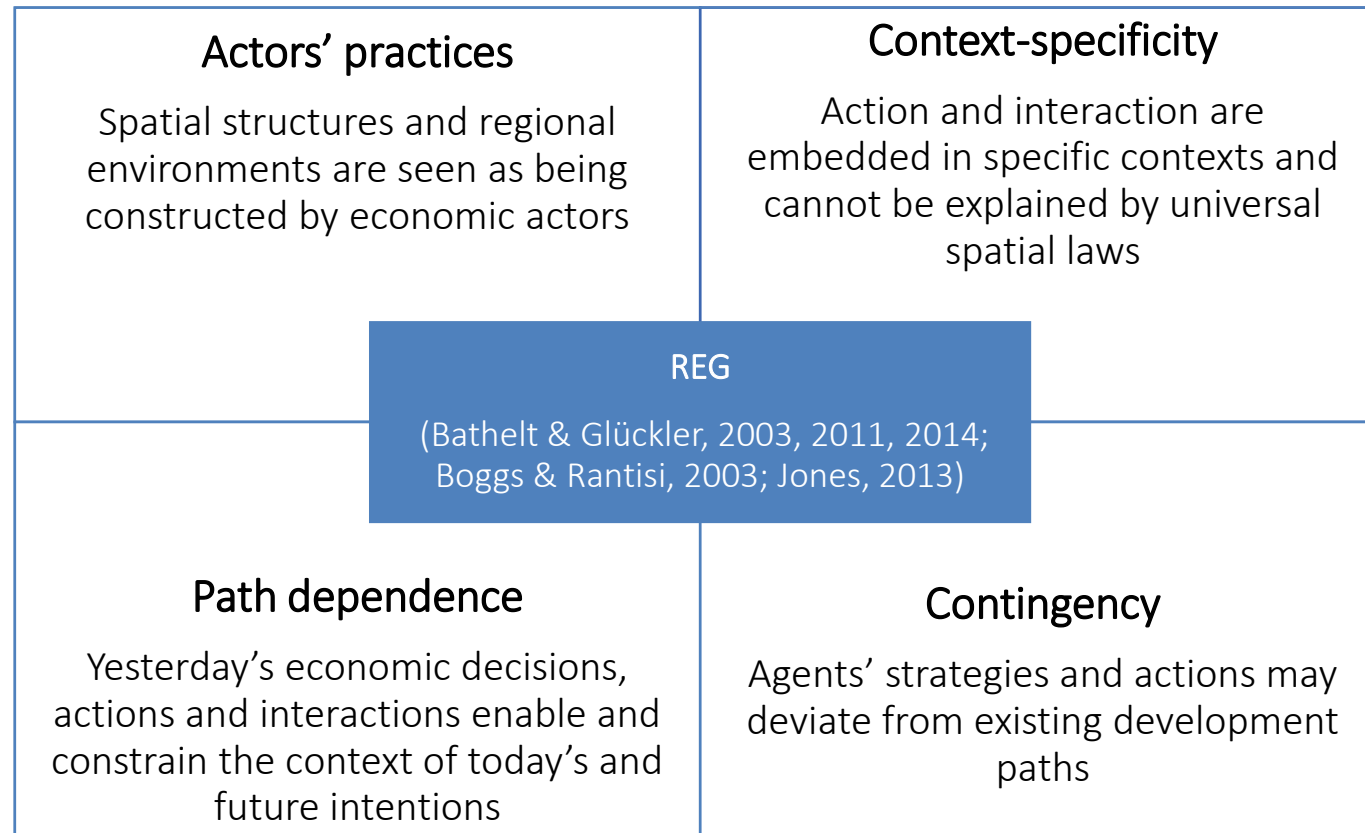 Actors’ practices
Spatial structures and regional
environments are seen as being
constructed by economic actors
Context-specificity
Action and interaction are
embedded in specific contexts and
cannot be explained by universal
spatial laws
REG
(Bathelt & Glückler, 2003, 2011, 2014;
Boggs & Rantisi, 2003; Jones, 2013)
Path dependence
Yesterday’s economic decisions,
actions and interactions enable and
constrain the context of today’s and
future intentions
Contingency
Agents’ strategies and actions may
deviate from existing development
paths